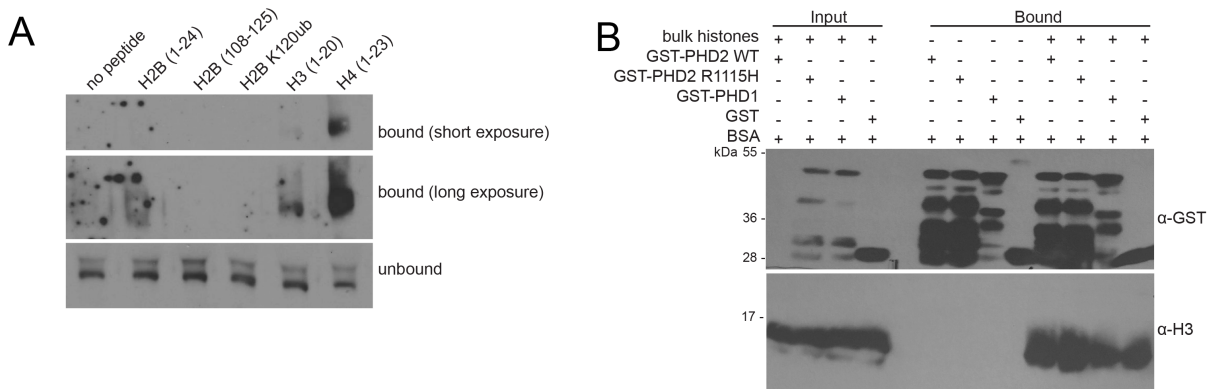 A
no peptide
H2B (1-24)
H2B (108-125)
H2B K120ub
H3 (1-20)
H4 (1-23)
bound (short exposure)
bound (long exposure)
unbound
B
Input Bound
bulk histones + + + + - - - - + + + +
GST-PHD2 WT + - - - + - - - + - - -
GST-PHD2 R1115H - + - - - + - - - + - -
GST-PHD1 - - + - - - + - - - + -
GST - - - + - - - + - - - +
BSA + + + + + + + + + + + +
kDa 55 -
36 -
28 -
α-GST
17 -
α-H3